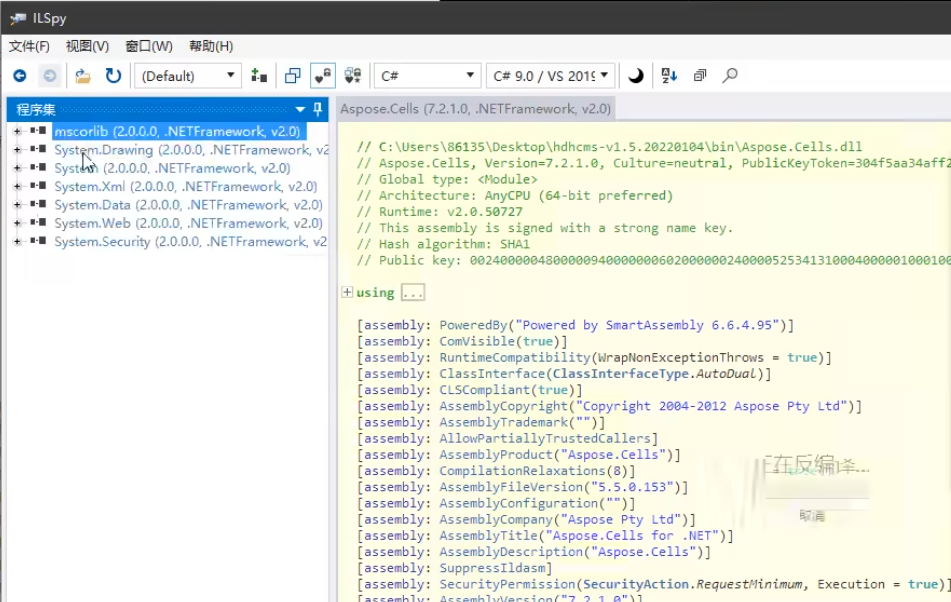 ILSpy
文件(F) 视图(V) 窗口(W) 帮助(H)
(Default) C# C# 9.0 / VS 2019
程序集
mscorlib (2.0.0.0, .NETFramework, v2.0)
System.Drawing (2.0.0.0, .NETFramework, v2
System (2.0.0.0, .NETFramework, v2.0)
System.Xml (2.0.0.0, .NETFramework, v2.0)
System.Data (2.0.0.0, .NETFramework, v2.0)
System.Web (2.0.0.0, .NETFramework, v2.0)
System.Security (2.0.0.0, .NETFramework, v2
Aspose.Cells (7.2.1.0, .NETFramework, v2.0)
// C:\Users\86135\Desktop\hdhcms-v1.5.20220104\bin\Aspose.Cells.dll
// Aspose.Cells, Version=7.2.1.0, Culture=neutral, PublicKeyToken=304f5aa34aff2
// Global type: <Module>
// Architecture: AnyCPU (64-bit preferred)
// Runtime: v2.0.50727
// This assembly is signed with a strong name key.
// Hash algorithm: SHA1
// Public key: 0024000004800000940000000602000000240000525341310004000001000100
using ...
[assembly: PoweredBy("Powered by SmartAssembly 6.6.4.95")]
[assembly: ComVisible(true)]
[assembly: RuntimeCompatibility(WrapNonExceptionThrows = true)]
[assembly: ClassInterface(ClassInterfaceType.AutoDual)]
[assembly: CLSCompliant(true)]
[assembly: AssemblyCopyright("Copyright 2004-2012 Aspose Pty Ltd")]
[assembly: AssemblyTrademark("")]
[assembly: AllowPartiallyTrustedCallers]
[assembly: AssemblyProduct("Aspose.Cells")]
[assembly: CompilationRelaxations(8)]
[assembly: AssemblyFileVersion("5.5.0.153")]
[assembly: AssemblyConfiguration("")]
[assembly: AssemblyCompany("Aspose Pty Ltd")]
[assembly: AssemblyTitle("Aspose.Cells for .NET")]
[assembly: AssemblyDescription("Aspose.Cells")]
[assembly: SuppressIldasm]
[assembly: SecurityPermission(SecurityAction.RequestMinimum, Execution = true)]
[assembly: AssemblyVersion("7.2.1.0")]
在反编译...
取消